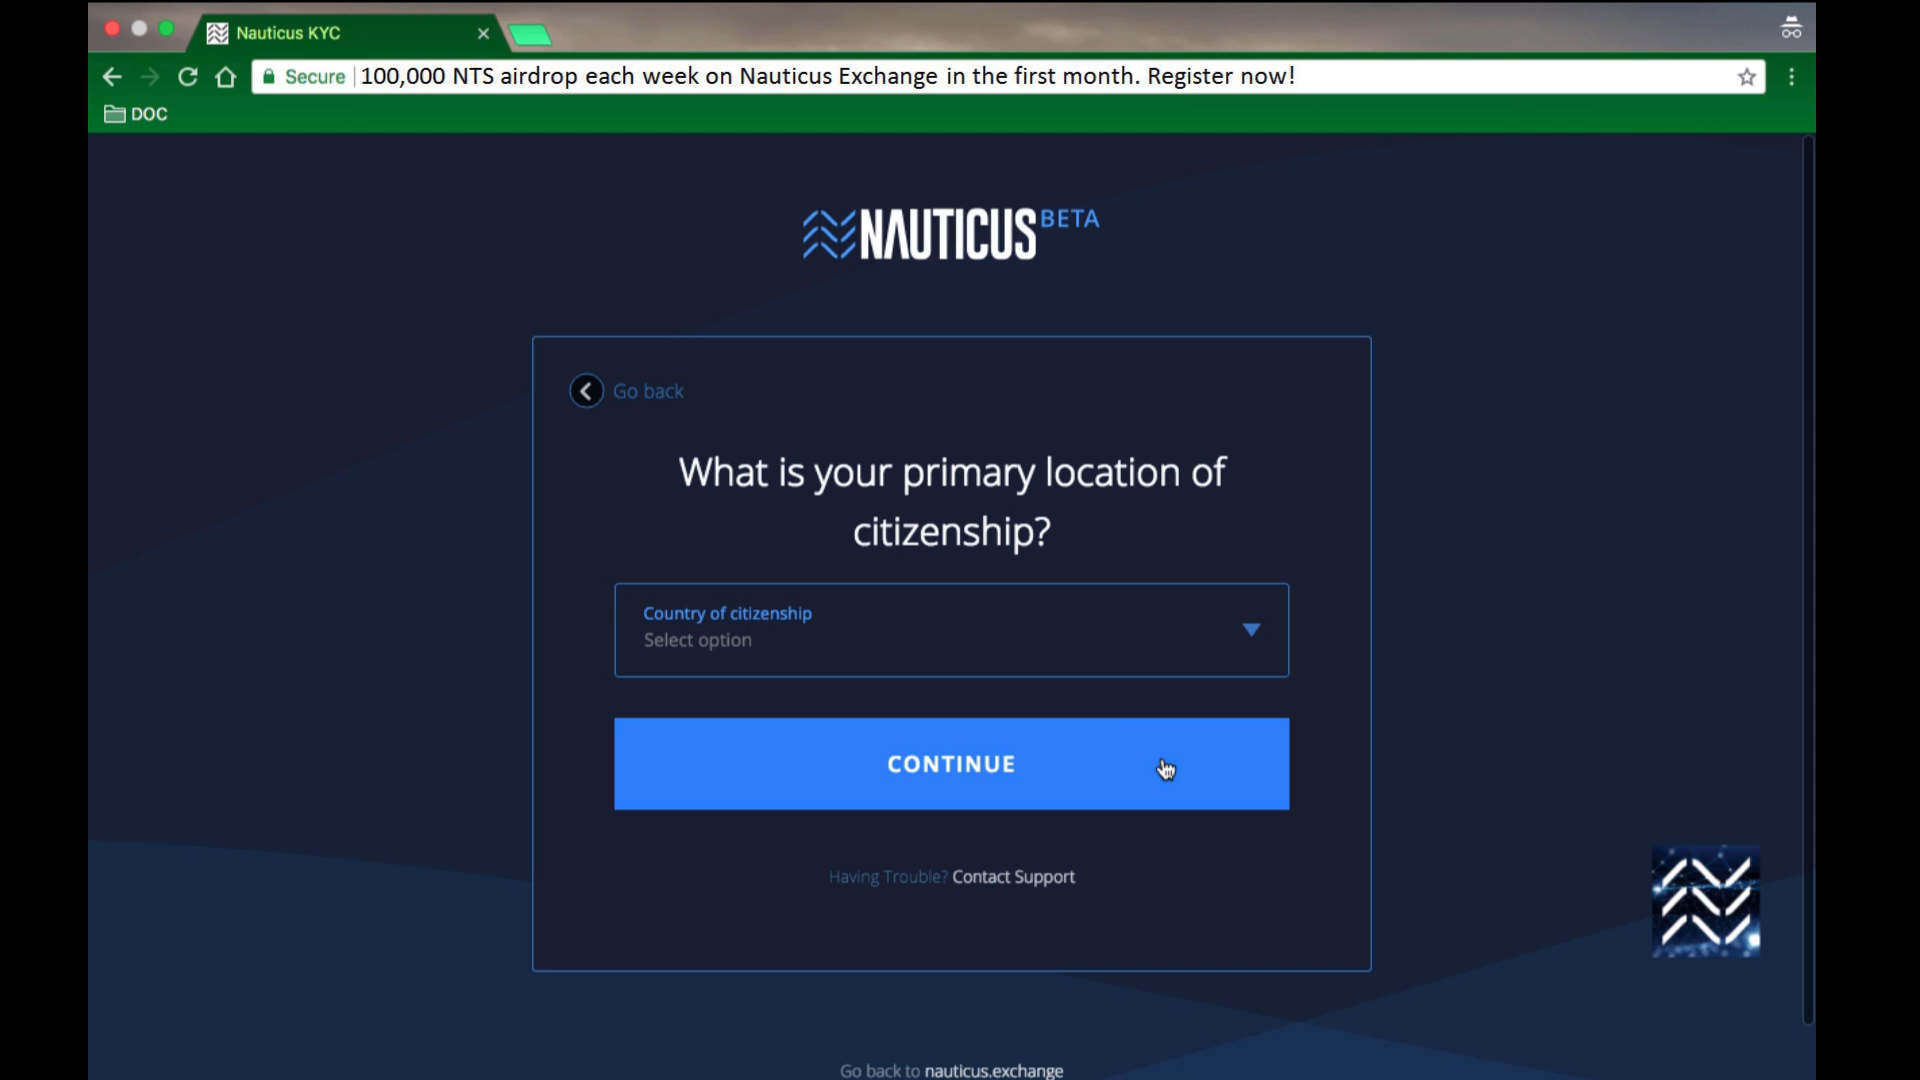 Nauticus KYC
Secure 100,000 NTS airdrop each week on Nauticus Exchange in the first month. Register now!
DOC
NAUTICUS BETA
Go back
What is your primary location of
citizenship?
Country of citizenship
Select option
CONTINUE
Having Trouble? Contact Support
Go back to nauticus.exchange